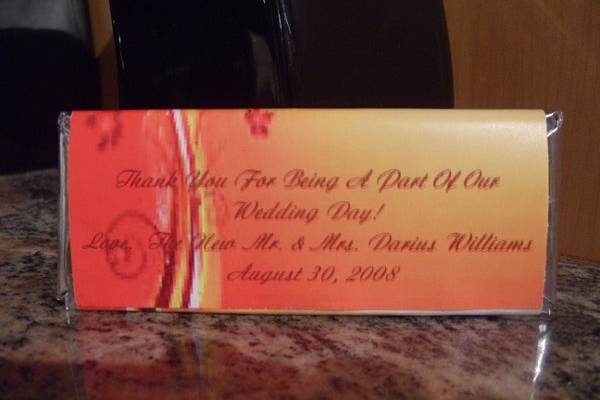 Thank You For Being A Part Of Our
Wedding Day!
Love, The New Mr. & Mrs. Darius Williams
August 30, 2008